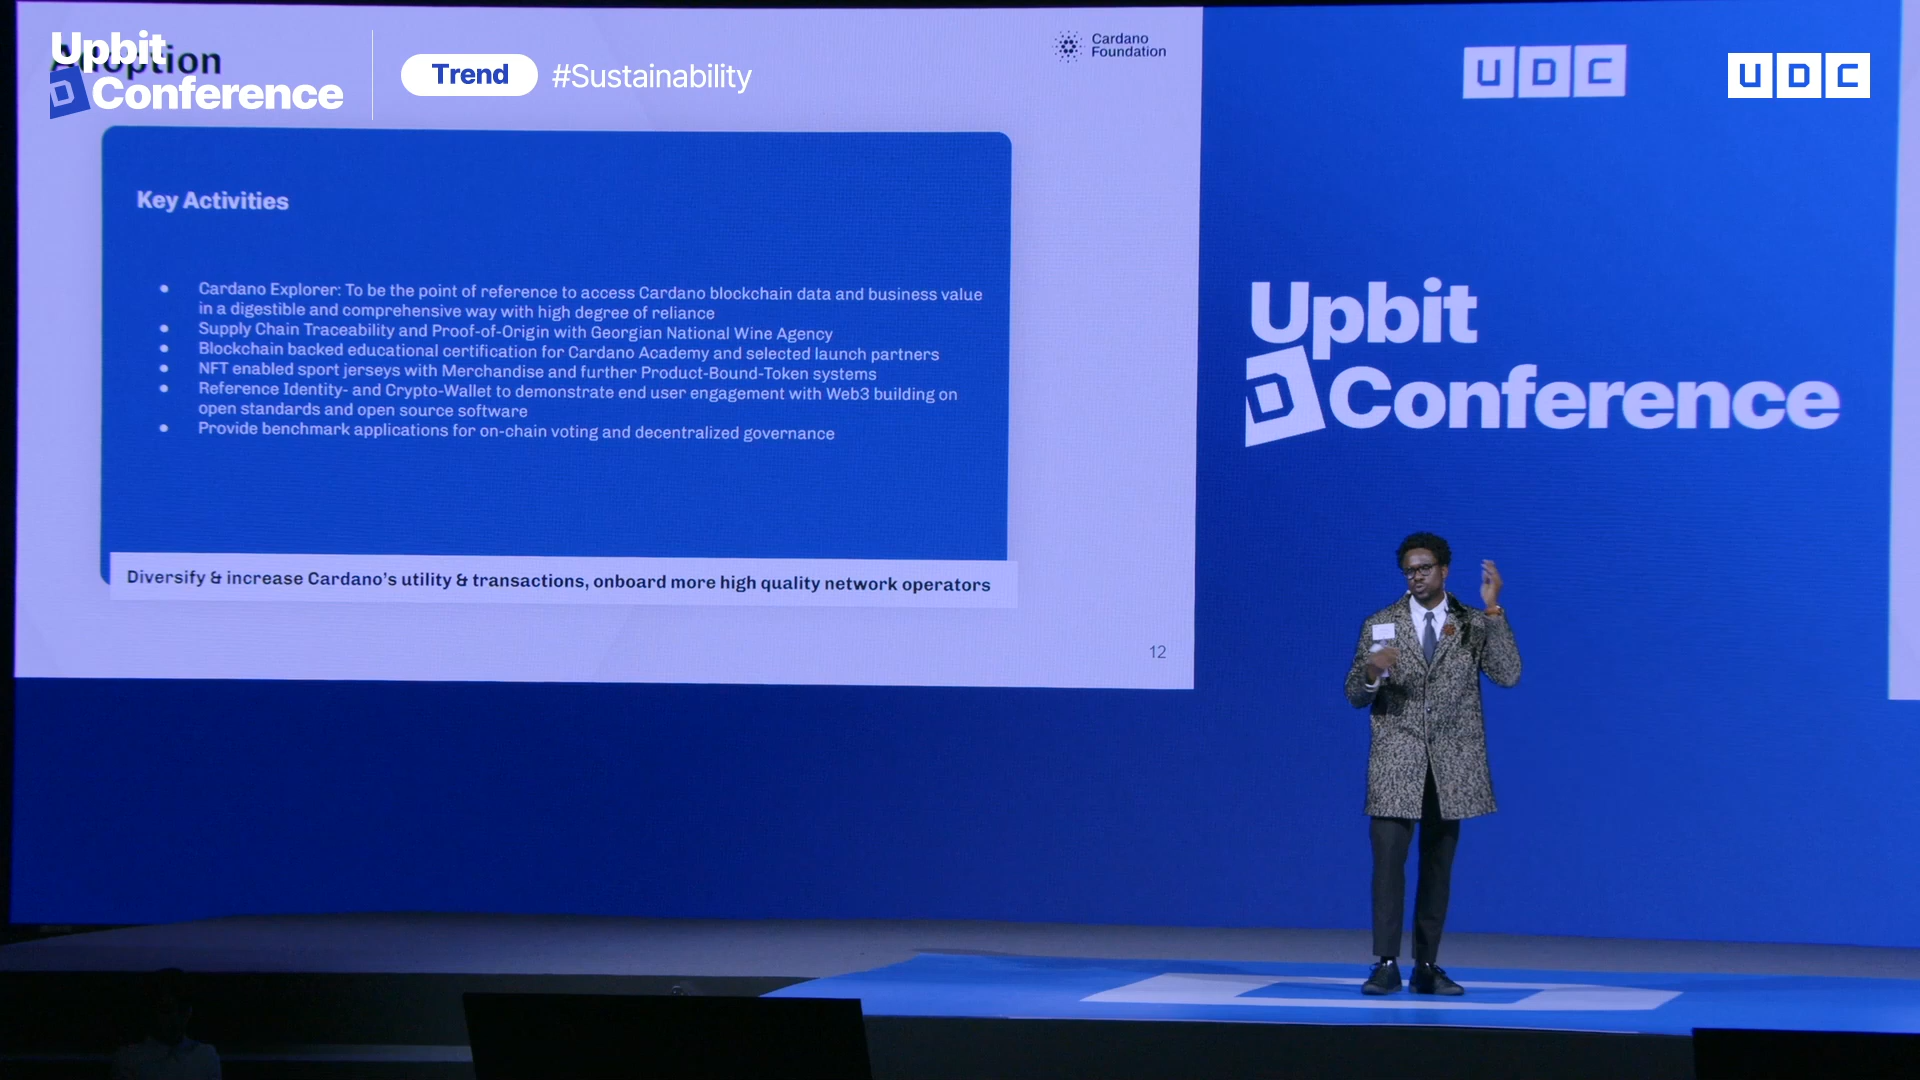 Upbit
Conference
Trend
#Sustainability
Cardano
Foundation
UDC
UDC
Key Activities
● Cardano Explorer: To be the point of reference to access Cardano blockchain data and business value
in a digestible and comprehensive way with high degree of reliance
● Supply Chain Traceability and Proof-of-Origin with Georgian National Wine Agency
● Blockchain backed educational certification for Cardano Academy and selected launch partners
● NFT enabled sport jerseys with Merchandise and further Product-Bound-Token systems
● Reference Identity- and Crypto-Wallet to demonstrate end user engagement with Web3 building on
open standards and open source software
● Provide benchmark applications for on-chain voting and decentralized governance
Diversify & increase Cardano's utility & transactions, onboard more high quality network operators
12
Upbit
D Conference